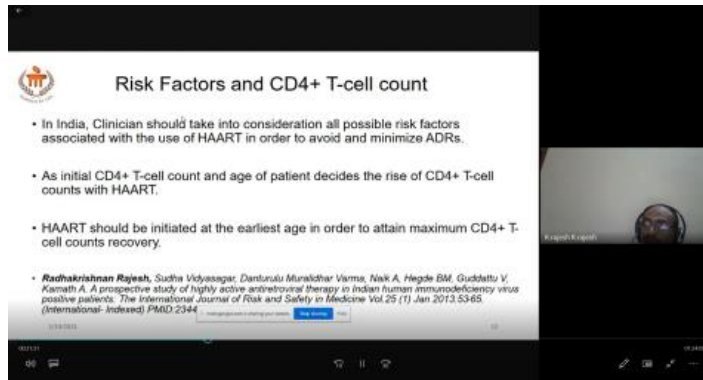 Risk Factors and CD4+ T-cell count
• In India, Clinician should take into consideration all possible risk factors
associated with the use of HAART in order to avoid and minimize ADRs.
• As initial CD4+ T-cell count and age of patient decides the rise of CD4+ T-cell
counts with HAART.
• HAART should be initiated at the earliest age in order to attain maximum CD4+ T-
cell counts recovery.
• Radhakrishnan Rajesh, Sudha Vidyasagar, Danturulu Muralidhar Varma, Naik A, Hegde BM, Guddattu V,
Kamath A. A prospective study of highly active antiretroviral therapy in Indian human immunodeficiency virus
positive patients. The International Journal of Risk and Safety in Medicine Vol.25 (1) Jan 2013:53-65.
(International- Indexed) PMID:2344
Stop sharing